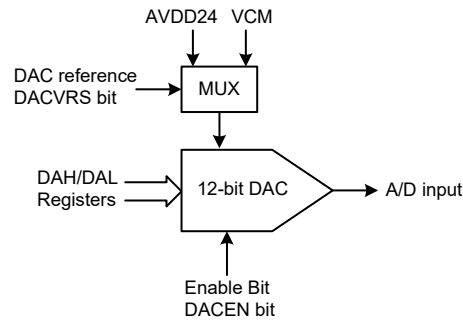 AVDD24 VCM
DAC reference
DACVRS bit
MUX
DAH/DAL
Registers
12-bit DAC
A/D input
Enable Bit
DACEN bit